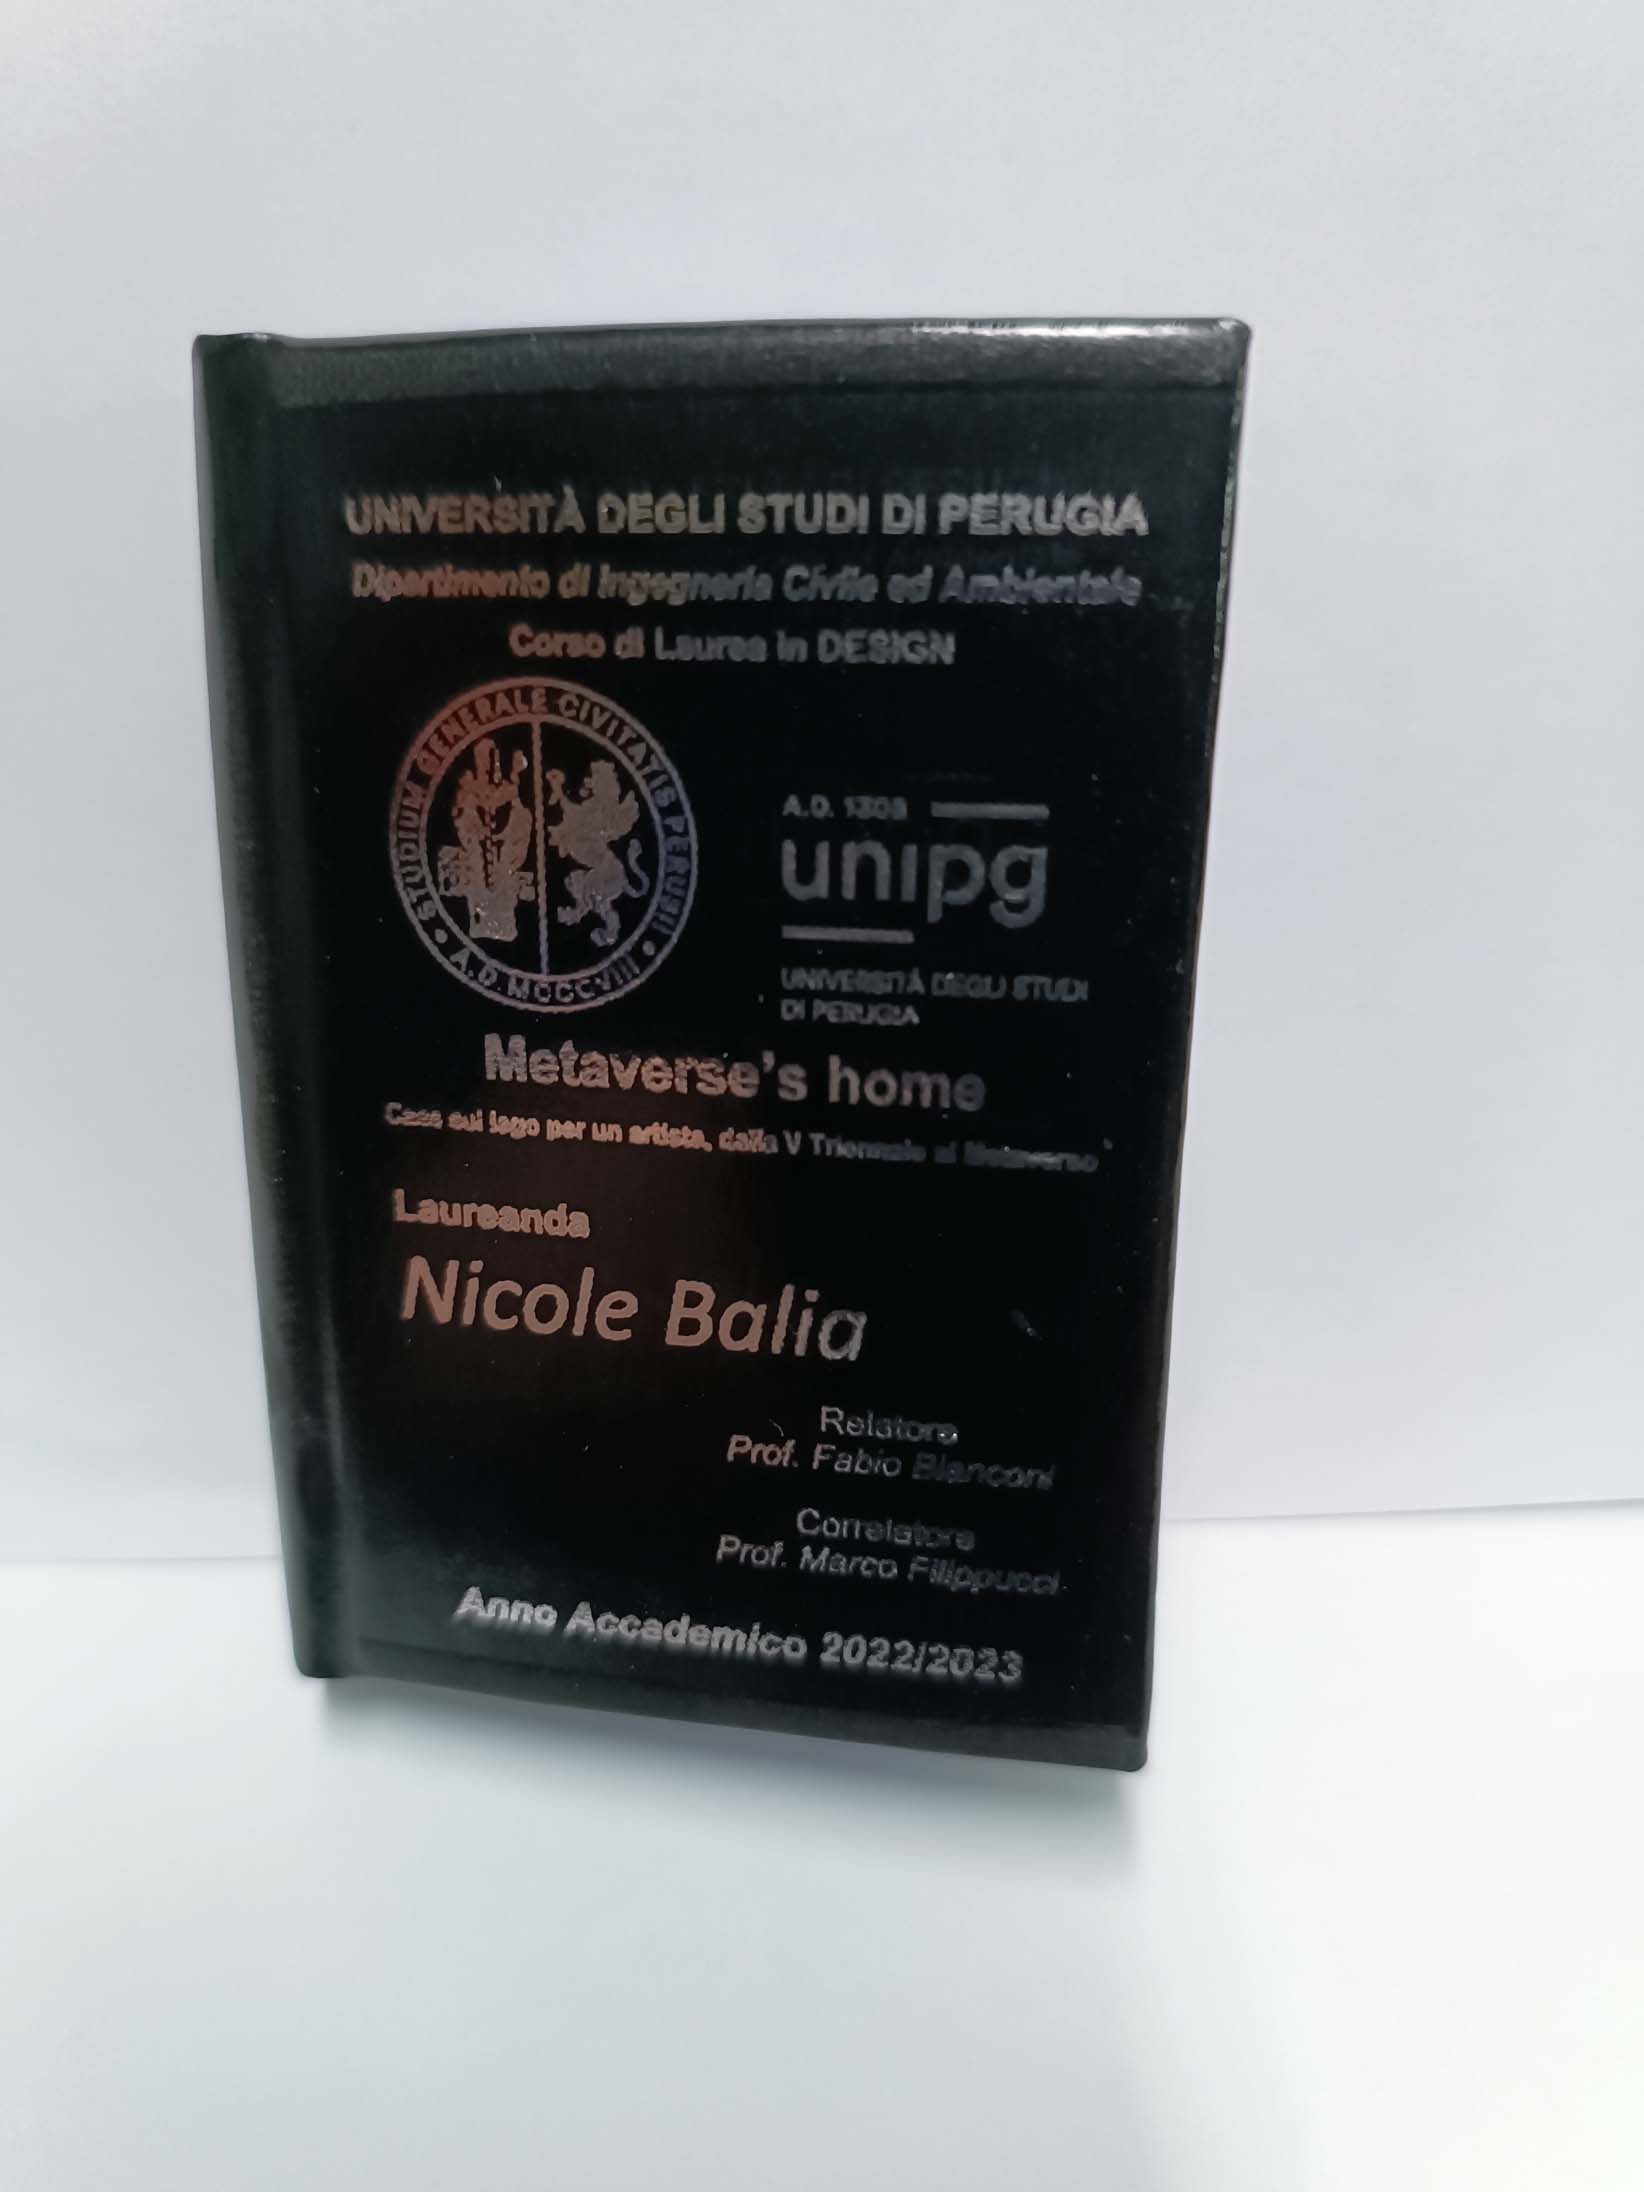 UNIVERSITÀ DEGLI STUDI DI PERUGIA
Dipartimento di Ingegneria Civile ed Ambientale
Corso di Laurea in DESIGN
STUDIUM GENERALE CIVITATIS PERUSII
A.D. MCCCVIII
A.D. 1308
unipg
UNIVERSITÀ DEGLI STUDI
DI PERUGIA
Metaverse's home
Casa sul lago per un artista, dalla V Triennale al Metaverso
Laureanda
Nicole Balia
Relatore
Prof. Fabio Bianconi
Correlatore
Prof. Marco Filippucci
Anno Accademico 2022/2023